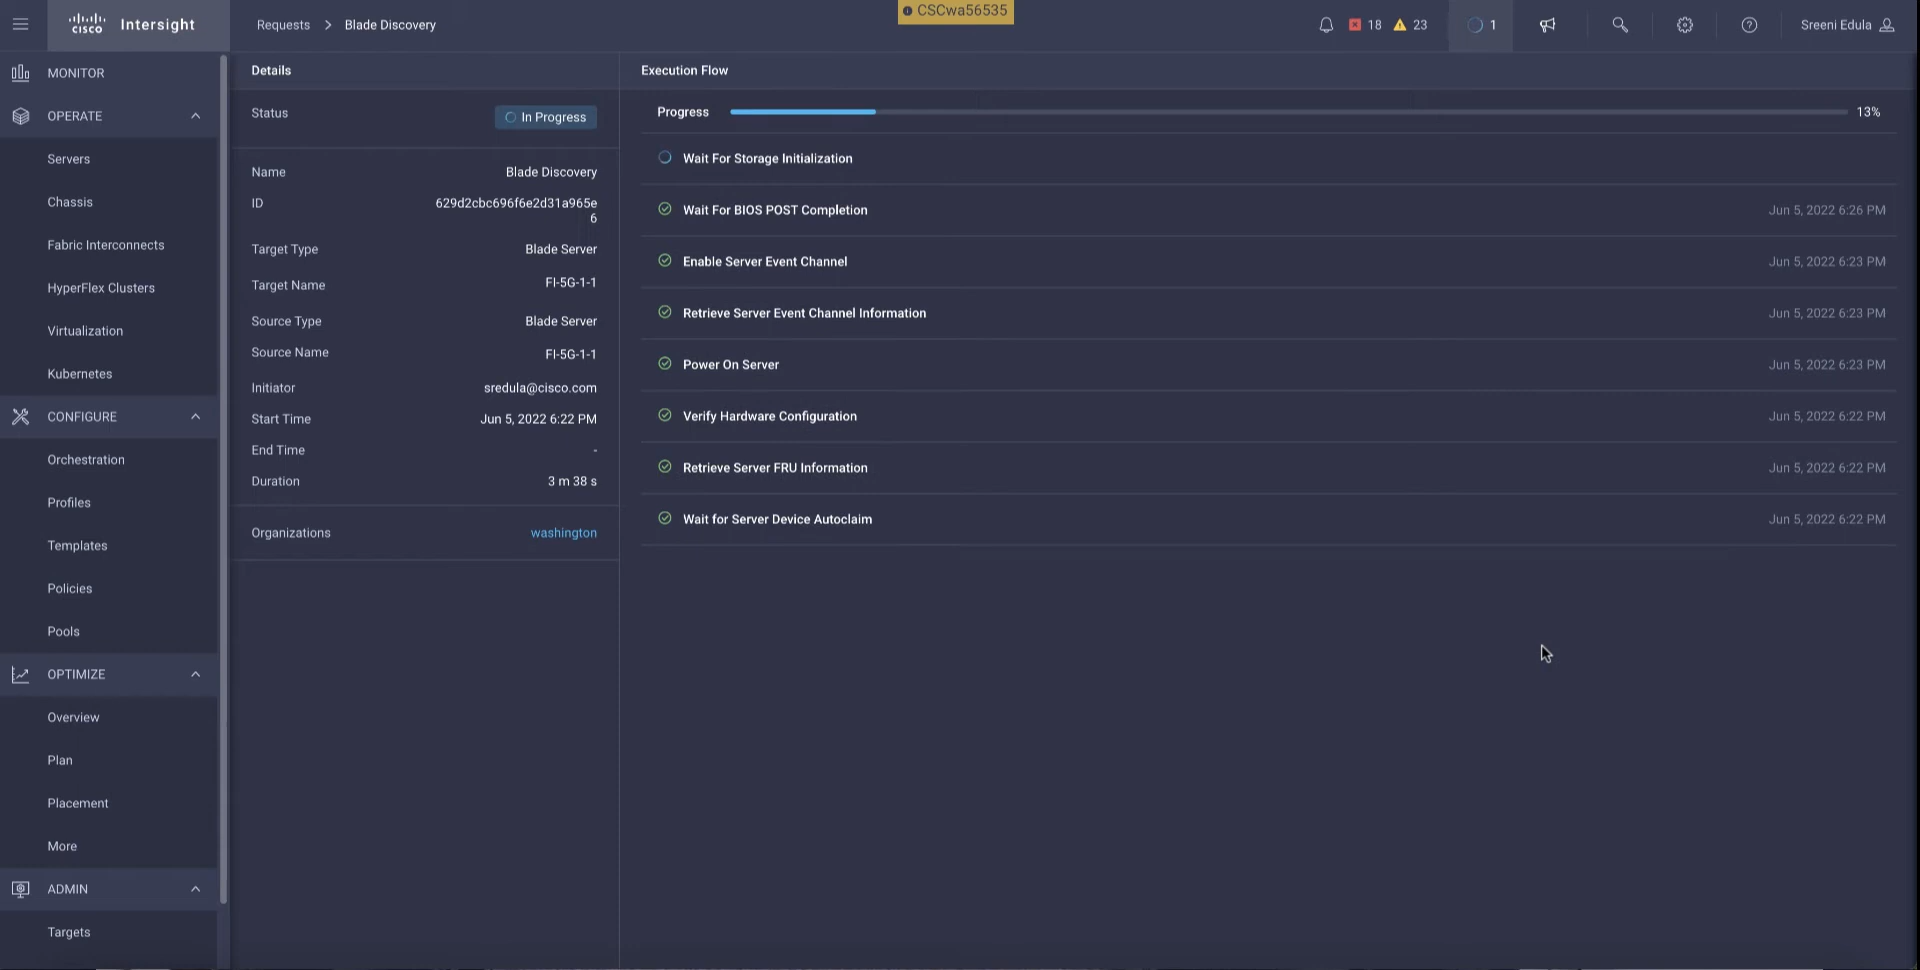 cisco Intersight
Requests > Blade Discovery
CSCwa56535
18
23
1
Sreeni Edula
MONITOR
OPERATE
Servers
Chassis
Fabric Interconnects
HyperFlex Clusters
Virtualization
Kubernetes
CONFIGURE
Orchestration
Profiles
Templates
Policies
Pools
OPTIMIZE
Overview
Plan
Placement
More
ADMIN
Targets
Details
Status In Progress
Name Blade Discovery
ID 629d2cbc696f6e2d31a965e
6
Target Type Blade Server
Target Name FI-5G-1-1
Source Type Blade Server
Source Name FI-5G-1-1
Initiator sredula@cisco.com
Start Time Jun 5, 2022 6:22 PM
End Time -
Duration 3 m 38 s
Organizations washington
Execution Flow
Progress 13%
Wait For Storage Initialization
Wait For BIOS POST Completion Jun 5, 2022 6:26 PM
Enable Server Event Channel Jun 5, 2022 6:23 PM
Retrieve Server Event Channel Information Jun 5, 2022 6:23 PM
Power On Server Jun 5, 2022 6:23 PM
Verify Hardware Configuration Jun 5, 2022 6:22 PM
Retrieve Server FRU Information Jun 5, 2022 6:22 PM
Wait for Server Device Autoclaim Jun 5, 2022 6:22 PM